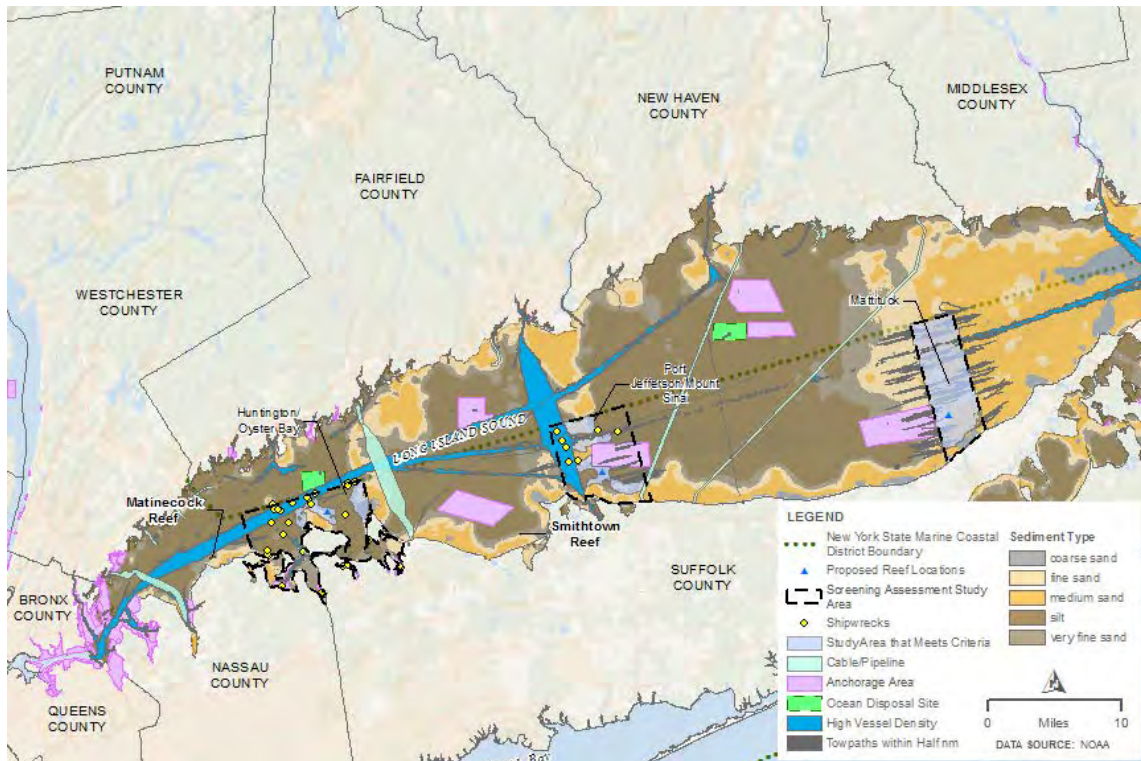 PUTNAM
COUNTY
NEW HAVEN
COUNTY
MIDDLESEX
COUNTY
FAIRFIELD
COUNTY
WESTCHESTER
COUNTY
Mattituck
Port
Jefferson/Mount
Sinai
Huntington/
Oyster Bay
LONG ISLAND SOUND
Matinecock
Reef
Smithtown
Reef
SUFFOLK
COUNTY
BRONX
COUNTY
NASSAU
COUNTY
QUEENS
COUNTY
LEGEND
New York State Marine Coastal
District Boundary
Proposed Reef Locations
Screening Assessment Study
Area
Shipwrecks
Study Area that Meets Criteria
Cable/Pipeline
Anchorage Area
Ocean Disposal Site
High Vessel Density
Towpaths within Half nm
Sediment Type
coarse sand
fine sand
medium sand
silt
very fine sand
0 10
Miles
DATA SOURCE: NOAA